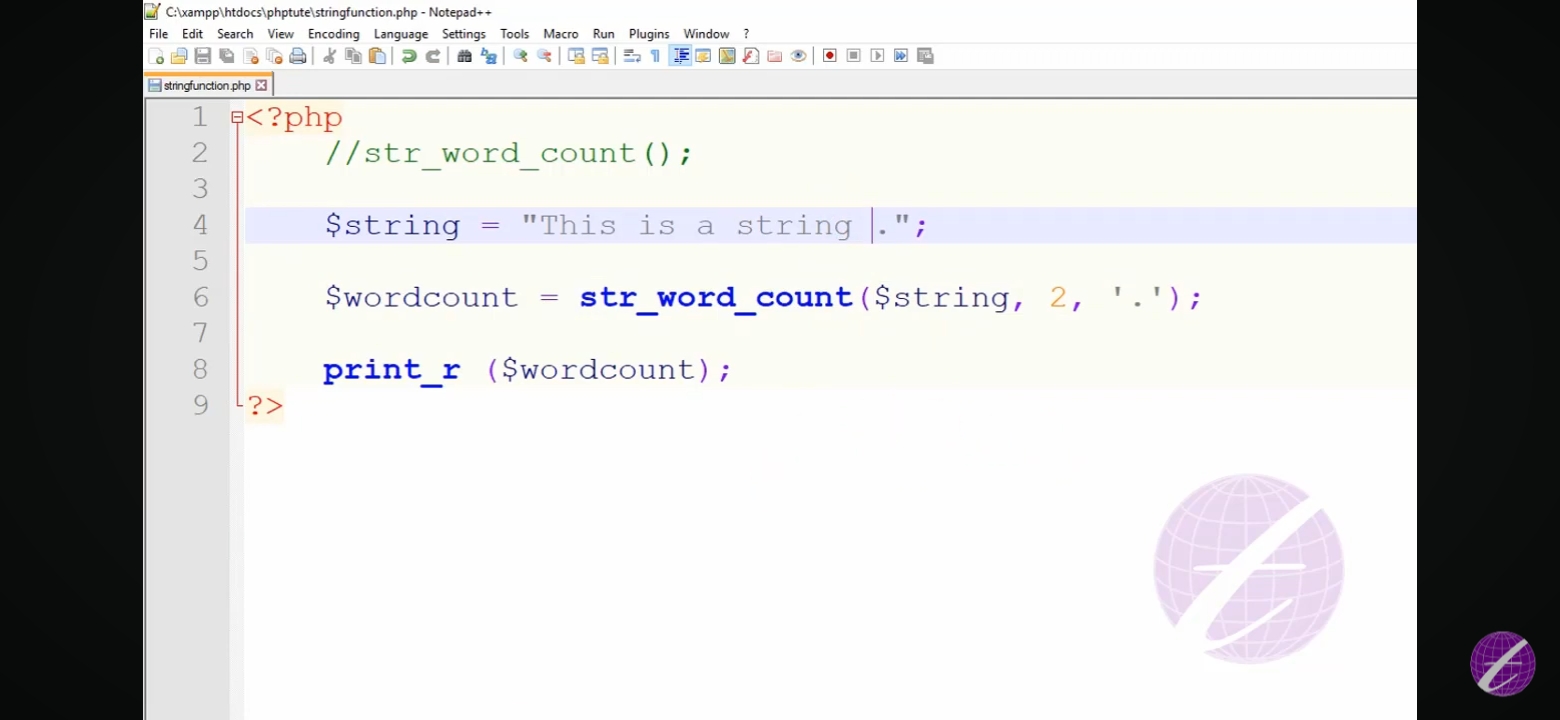 C:\xampp\htdocs\phptute\stringfunction.php - Notepad++
File Edit Search View Encoding Language Settings Tools Macro Run Plugins Window ?
stringfunction.php
1 <?php
2 //str_word_count();
3
4 $string = "This is a string .";
5
6 $wordcount = str_word_count($string, 2, '.');
7
8 print_r ($wordcount);
9 ?>